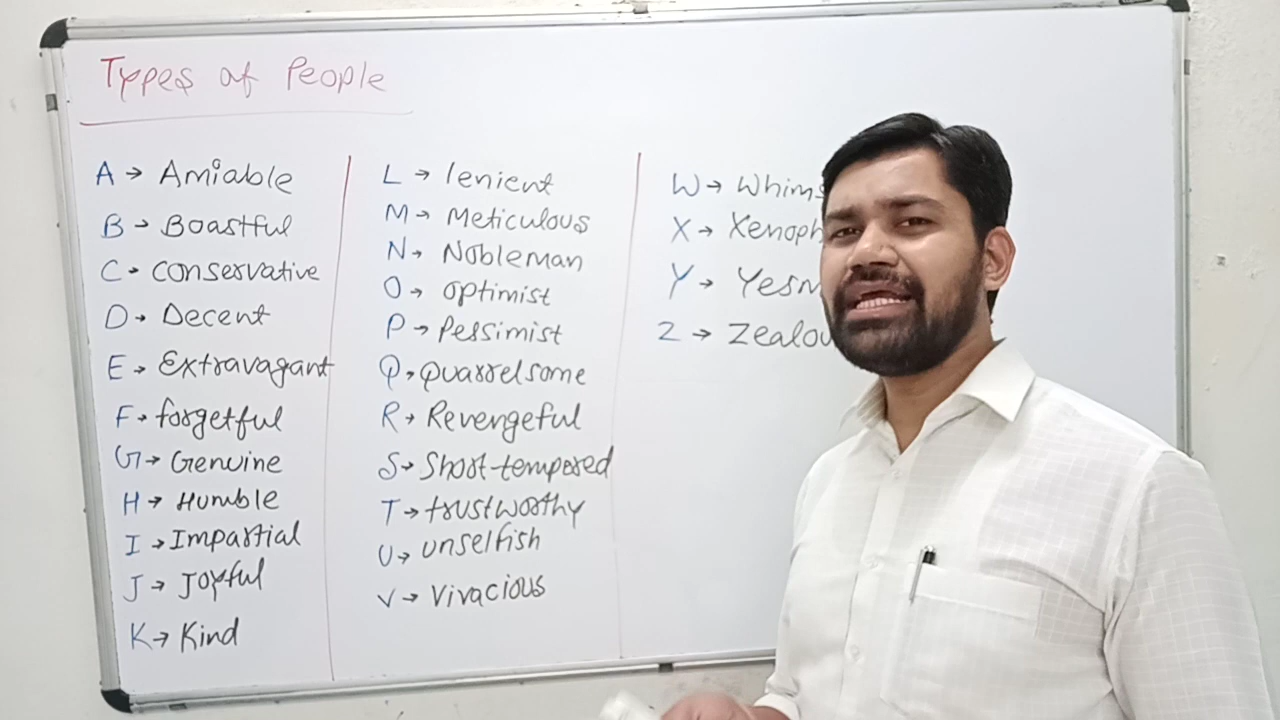 Types of People
A → Amiable
B → Boastful
C → conservative
D → Decent
E → Extravagant
F → forgetful
G → Genuine
H → Humble
I → Impartial
J → Joyful
K → Kind
L → lenient
M → Meticulous
N → Nobleman
O → optimist
P → Pessimist
Q → Quarrelsome
R → Revengeful
S → Short-tempered
T → trustworthy
U → unselfish
V → Vivacious
W → Whims
X → Xenoph
Y → Yesm
Z → Zealou